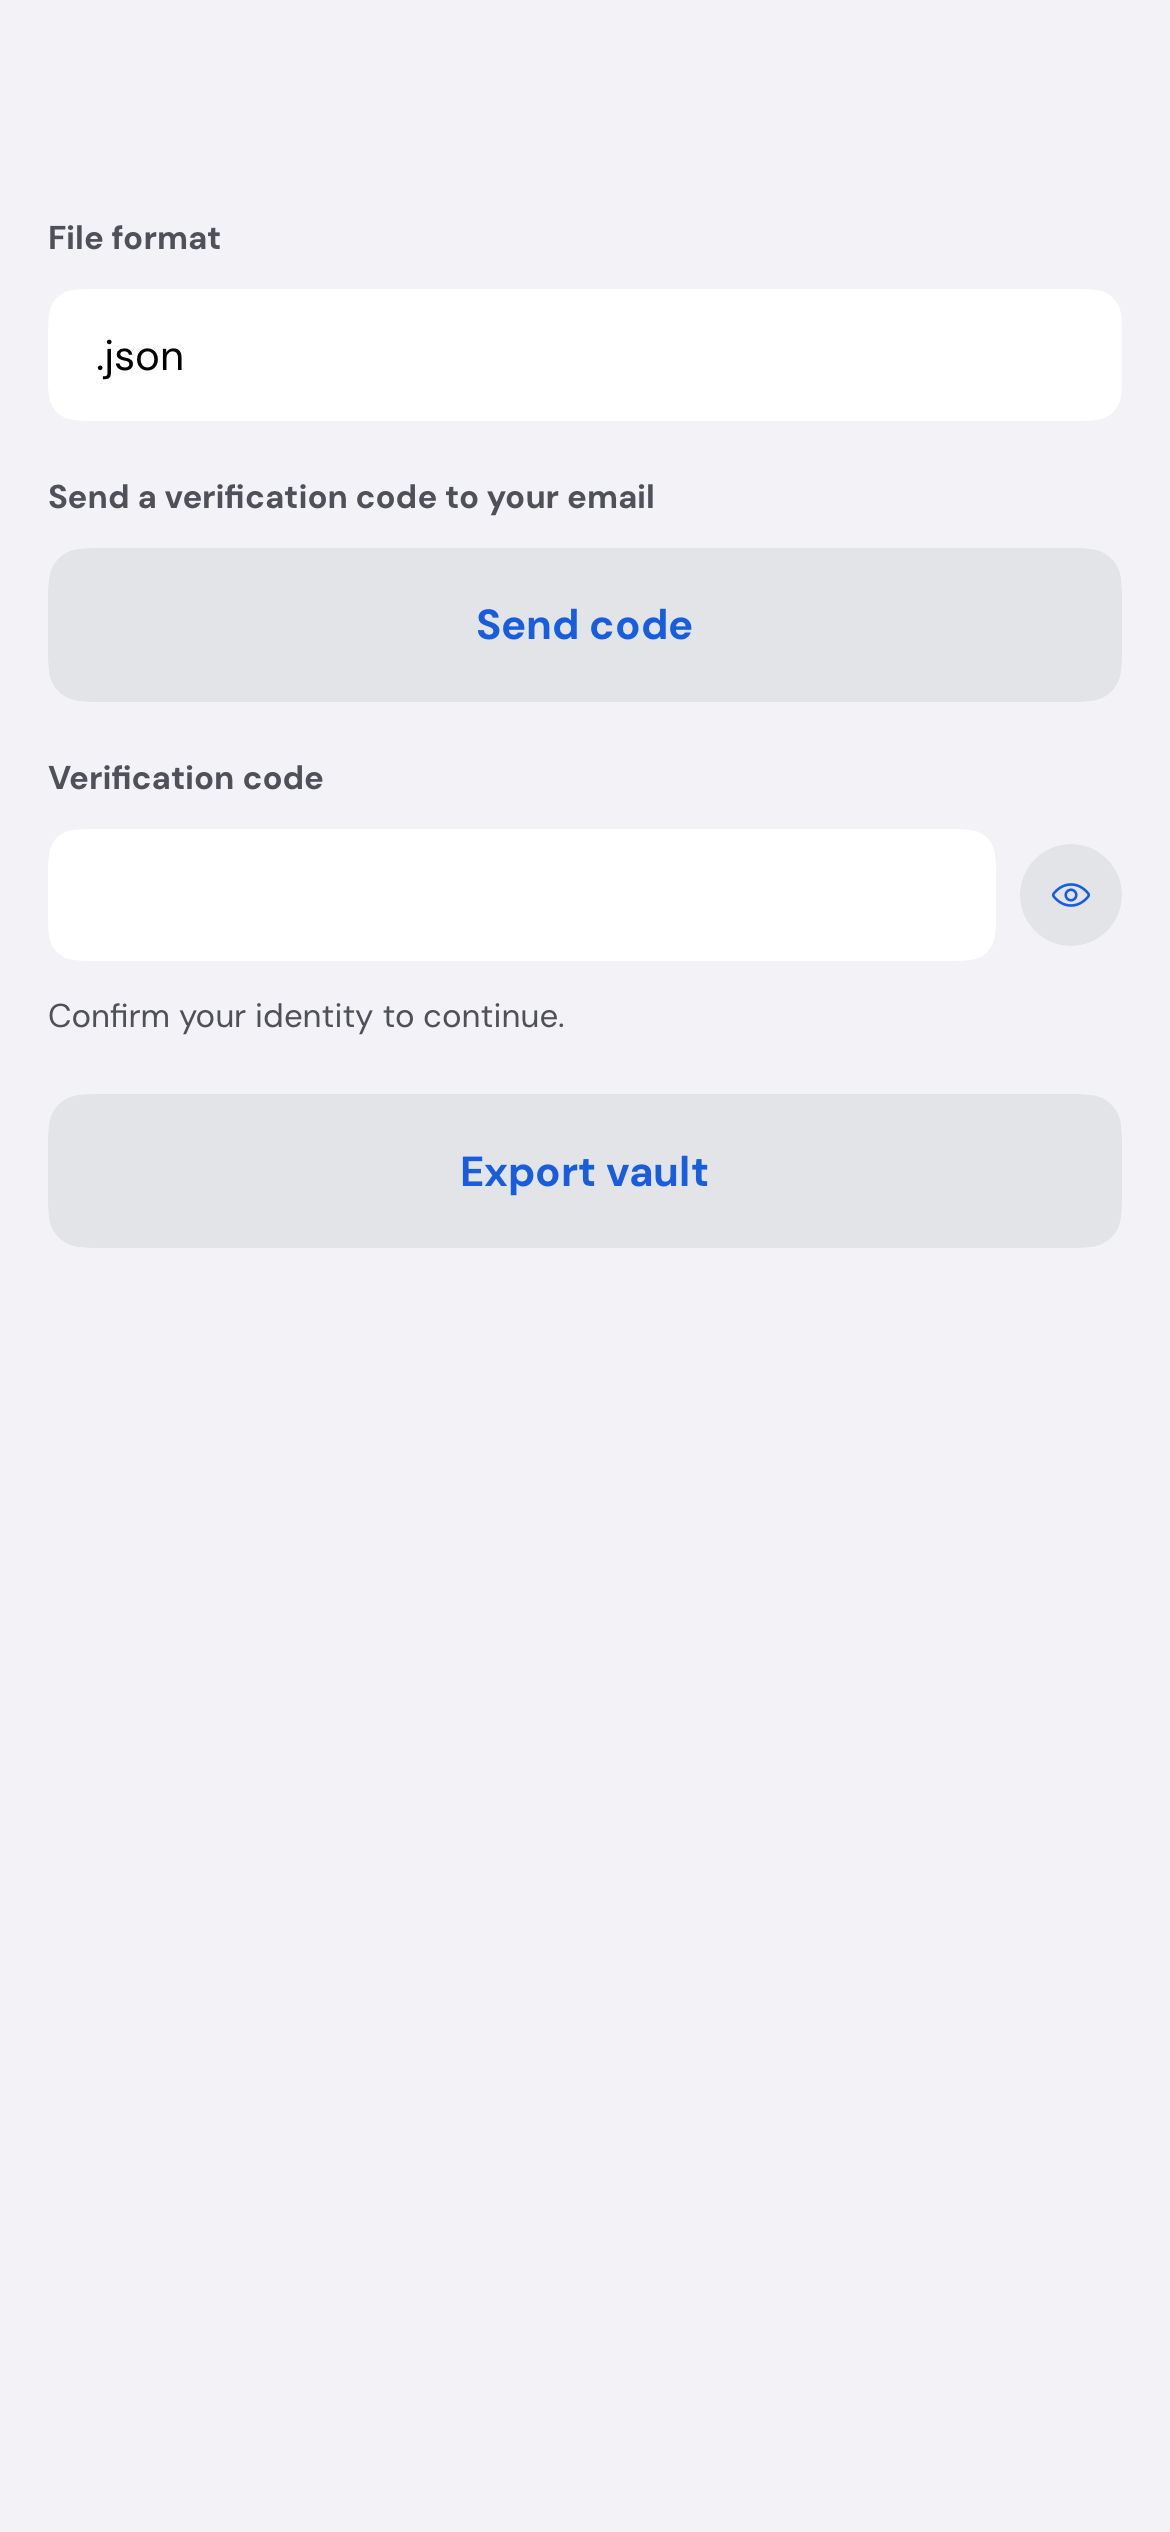 File format
.json
Send a verification code to your email
Send code
Verification code
Confirm your identity to continue.
Export vault